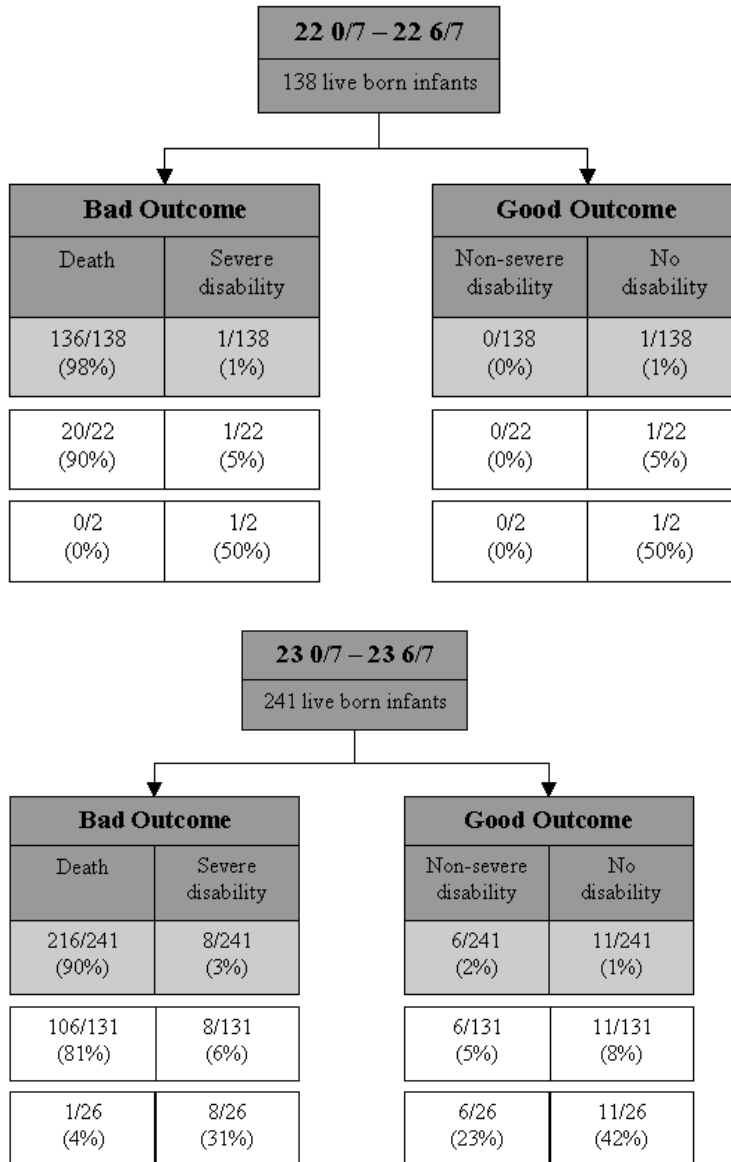 22 0/7 – 22 6/7
138 live born infants
Bad Outcome
Good Outcome
Death
Severe disability
Non-severe disability
No disability
136/138 (98%)
1/138 (1%)
0/138 (0%)
1/138 (1%)
20/22 (90%)
1/22 (5%)
0/22 (0%)
1/22 (5%)
0/2 (0%)
1/2 (50%)
0/2 (0%)
1/2 (50%)
23 0/7 – 23 6/7
241 live born infants
Bad Outcome
Good Outcome
Death
Severe disability
Non-severe disability
No disability
216/241 (90%)
8/241 (3%)
6/241 (2%)
11/241 (1%)
106/131 (81%)
8/131 (6%)
6/131 (5%)
11/131 (8%)
1/26 (4%)
8/26 (31%)
6/26 (23%)
11/26 (42%)